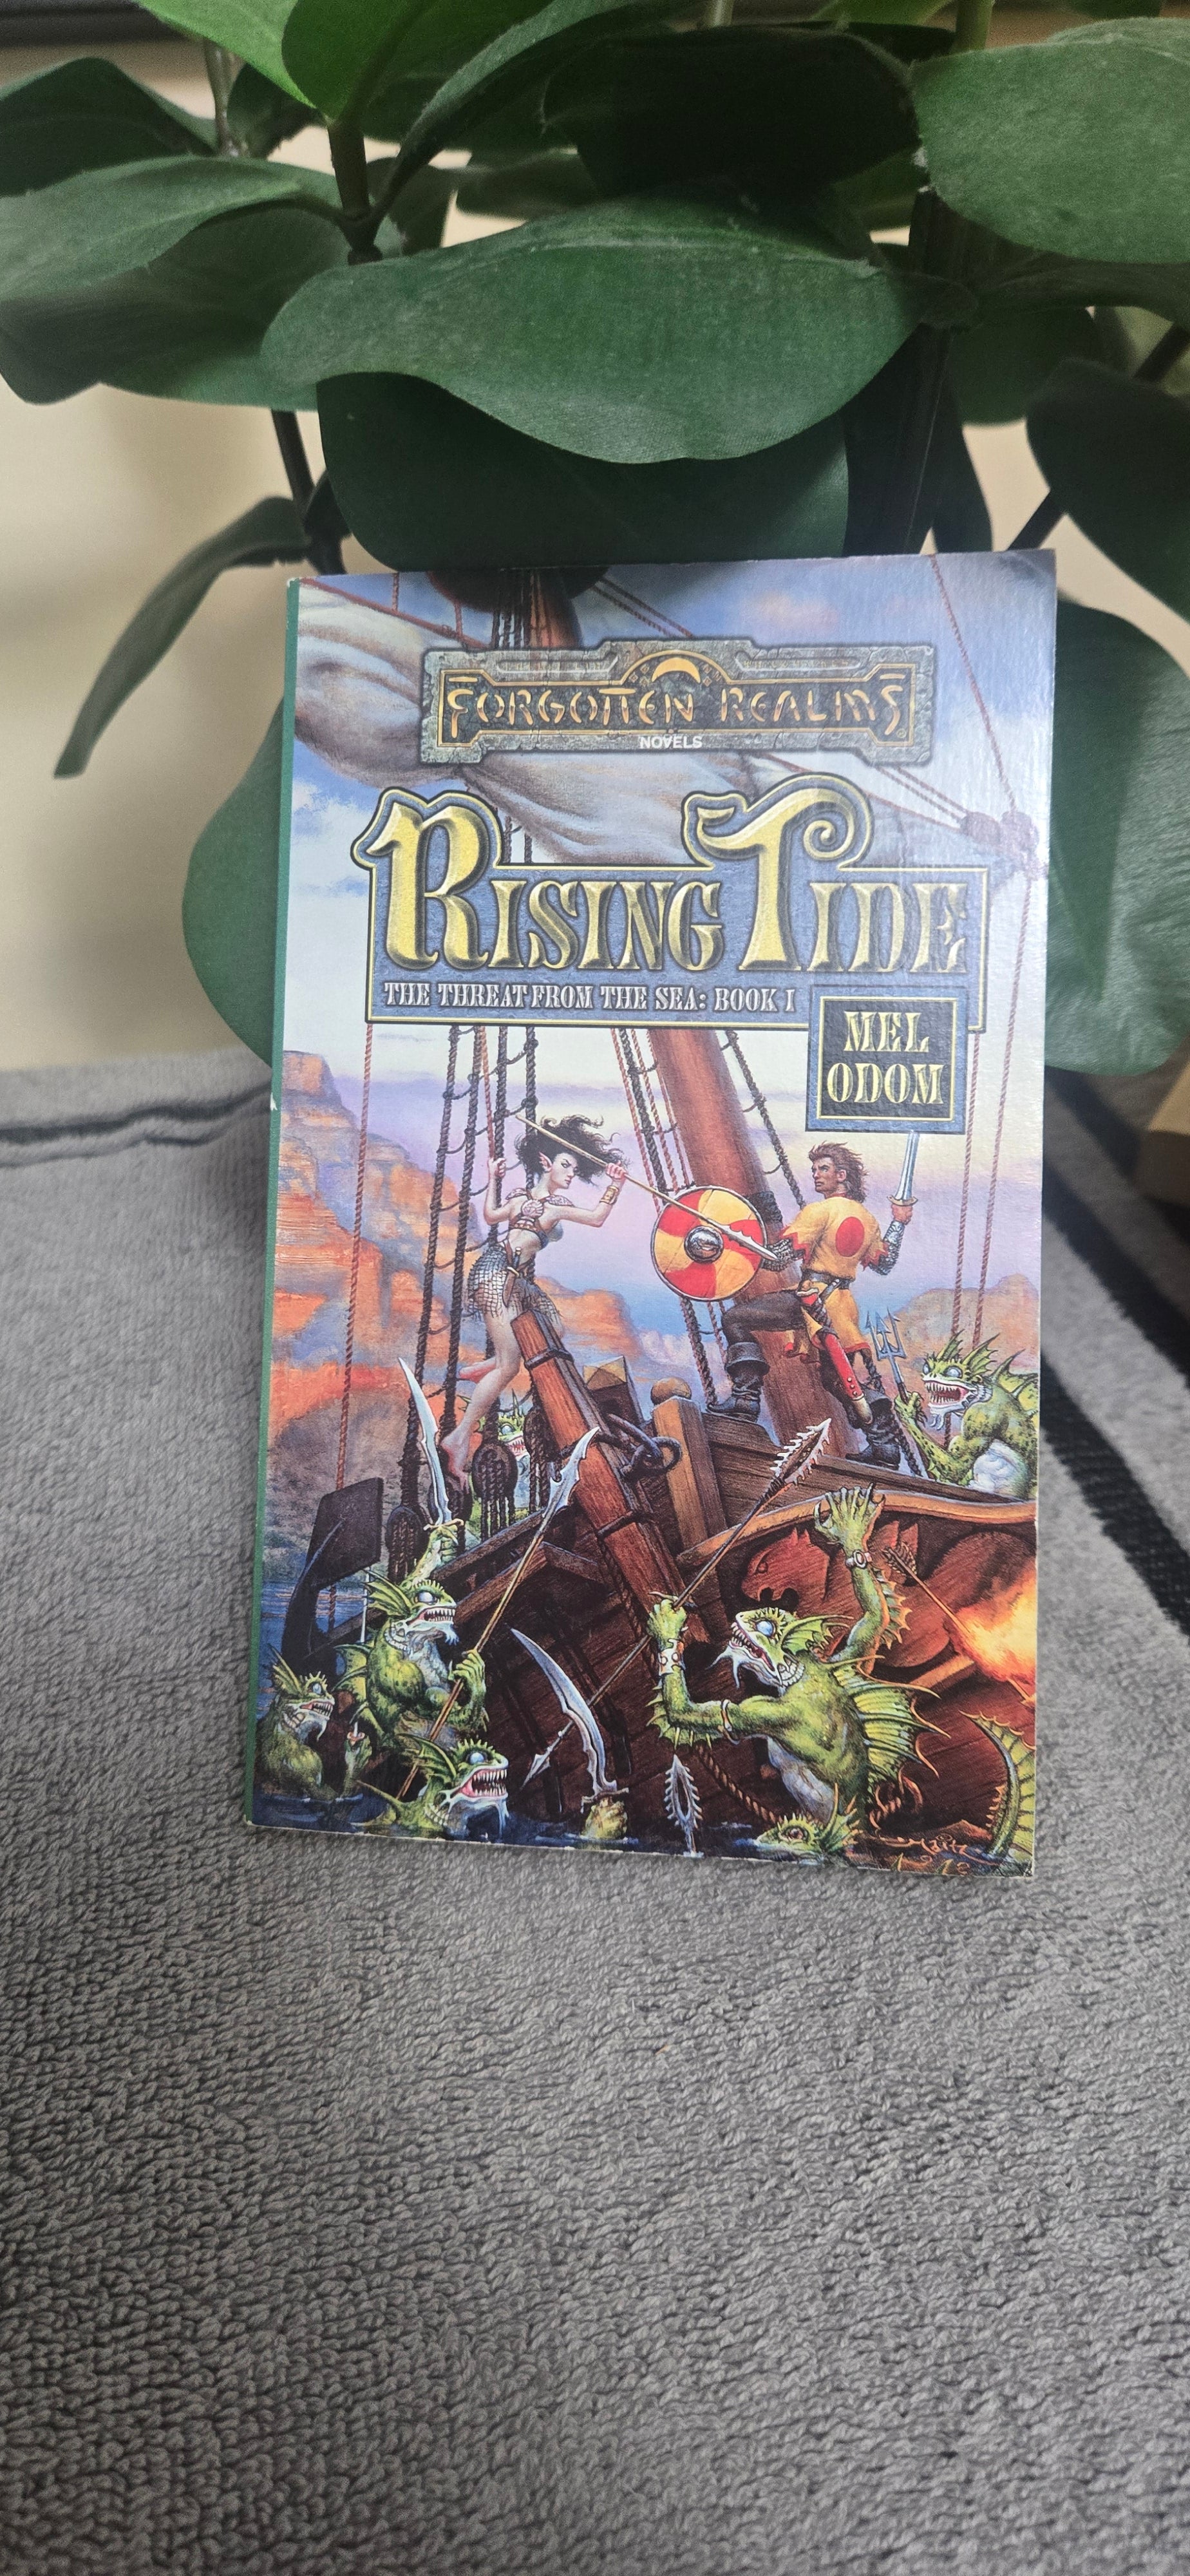 FORGOTTEN REALMS
NOVELS
RISING TIDE
THE THREAT FROM THE SEA: BOOK I
MEL
ODOM